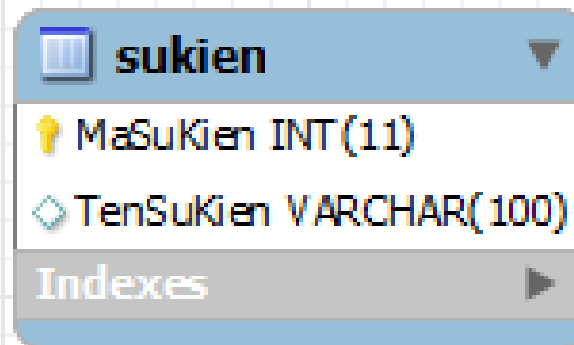 sukien
MaSuKien INT(11)
TenSuKien VARCHAR(100)
Indexes